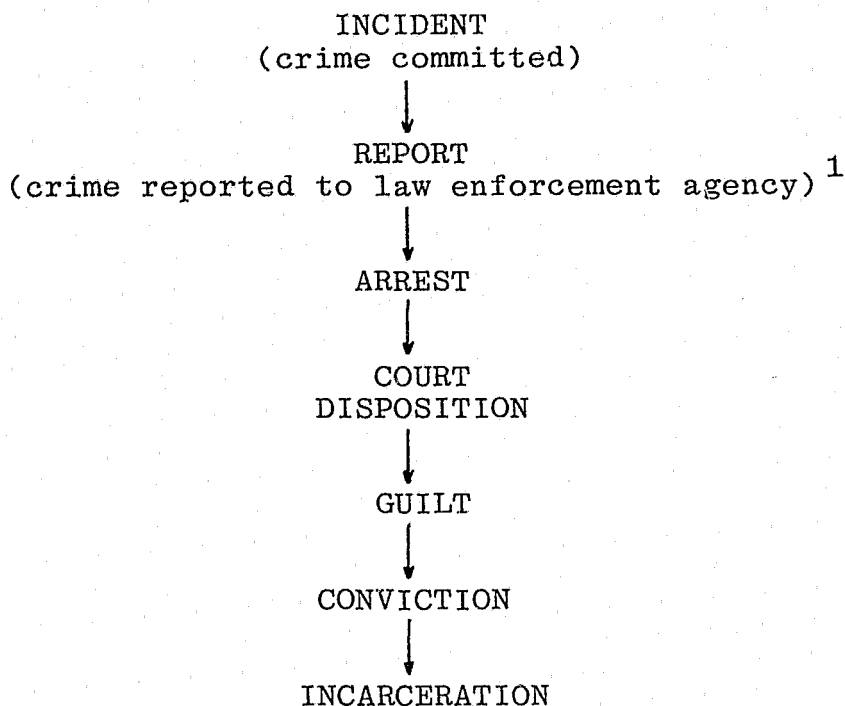 INCIDENT
(crime committed)
REPORT
(crime reported to law enforcement agency)1
ARREST
COURT
DISPOSITION
GUILT
CONVICTION
INCARCERATION